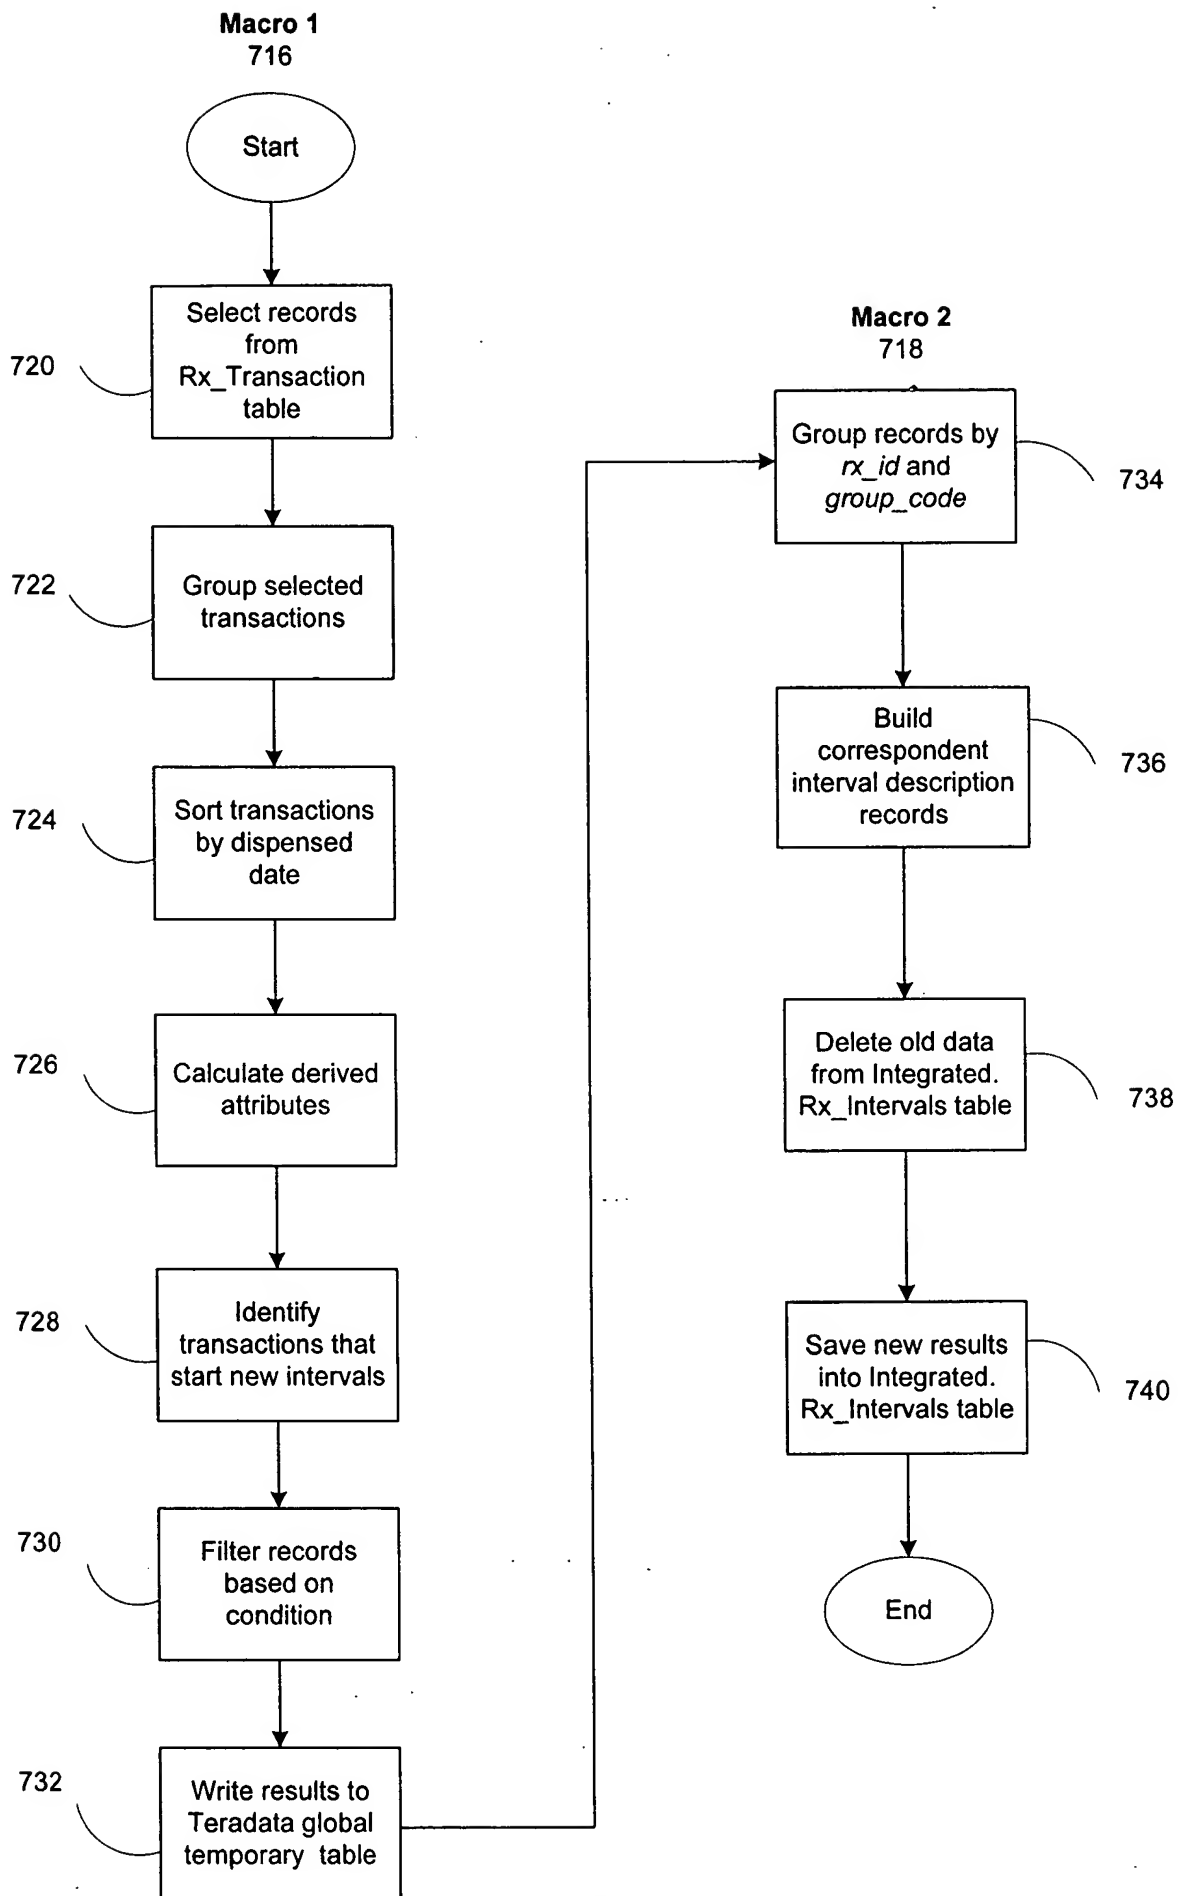 Macro 1
716
Start
720
Select records
from
Rx_Transaction
table
722
Group selected
transactions
724
Sort transactions
by dispensed
date
726
Calculate derived
attributes
728
Identify
transactions that
start new intervals
730
Filter records
based on
condition
732
Write results to
Teradata global
temporary table
Macro 2
718
Group records by
rx_id and
group_code
734
Build
correspondent
interval description
records
736
Delete old data
from Integrated.
Rx_Intervals table
738
Save new results
into Integrated.
Rx_Intervals table
740
End